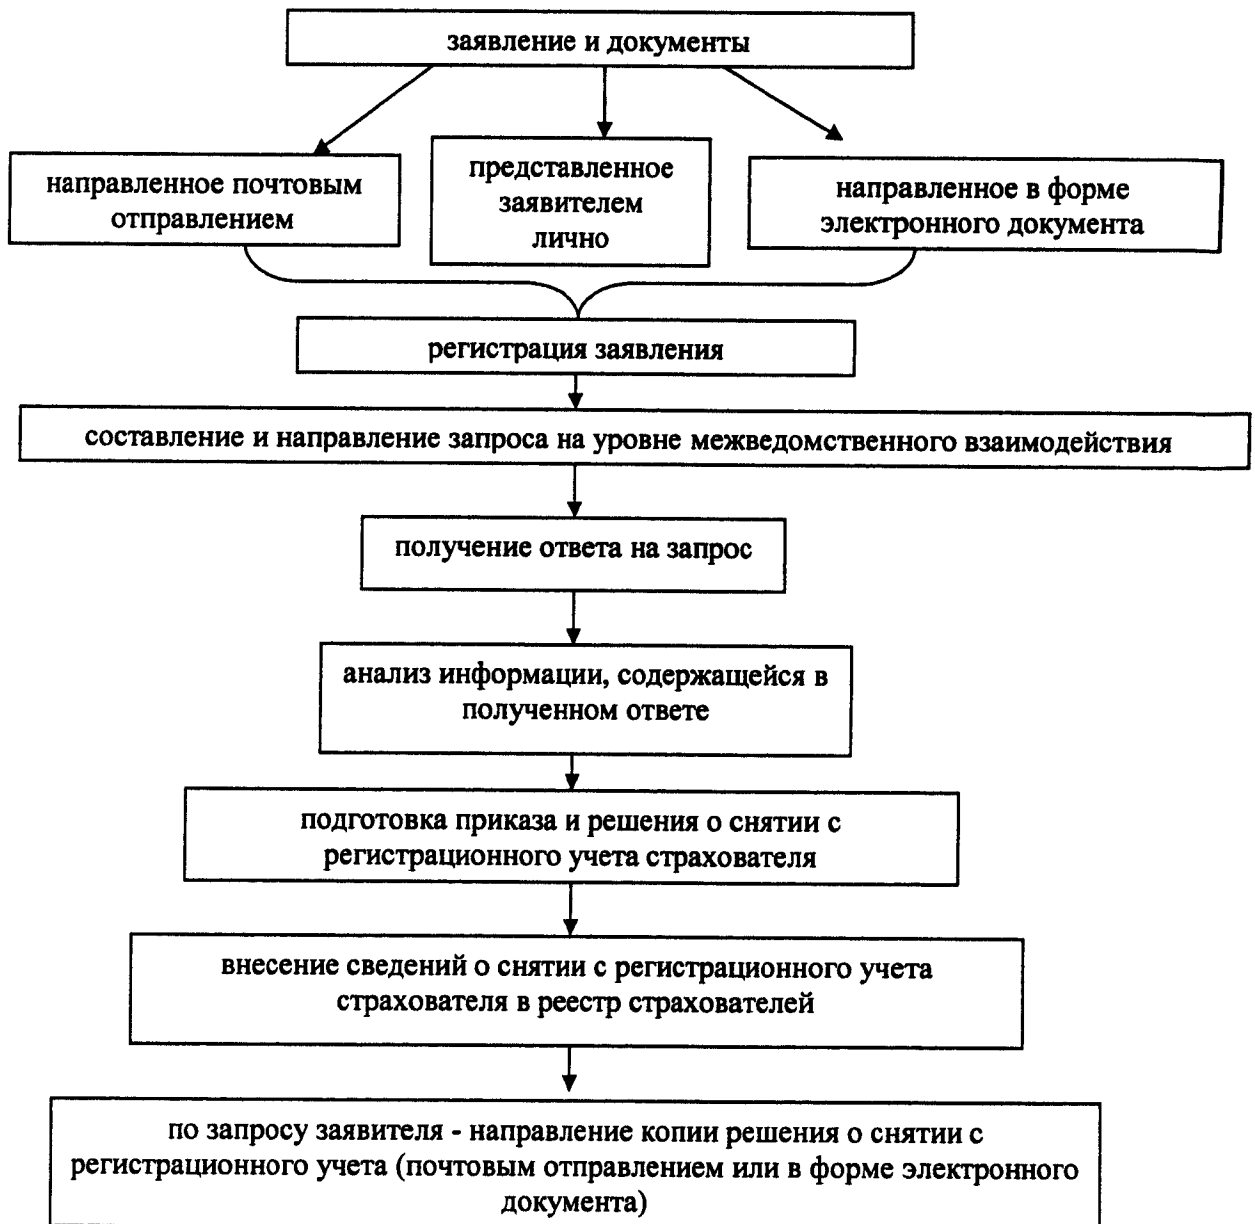 заявление и документы
направленное почтовым
отправлением
представленное
заявителем
лично
направленное в форме
электронного документа
регистрация заявления
составление и направление запроса на уровне межведомственного взаимодействия
получение ответа на запрос
анализ информации, содержащейся в
полученном ответе
подготовка приказа и решения о снятии с
регистрационного учета страхователя
внесение сведений о снятии с регистрационного учета
страхователя в реестр страхователей
по запросу заявителя - направление копии решения о снятии с
регистрационного учета (почтовым отправлением или в форме электронного
документа)